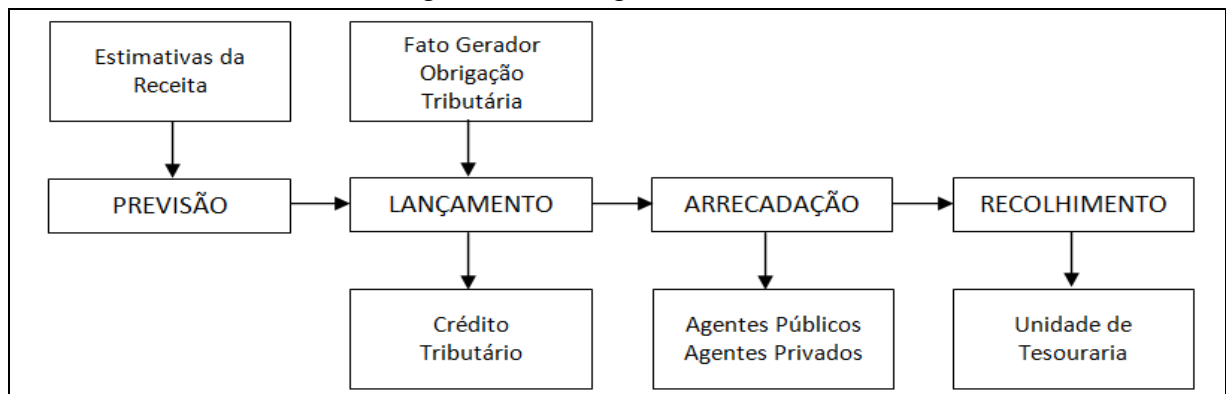 Estimativas da
Receita
Fato Gerador
Obrigação
Tributária
PREVISÃO
LANÇAMENTO
ARRECADAÇÃO
RECOLHIMENTO
Crédito
Tributário
Agentes Públicos
Agentes Privados
Unidade de
Tesouraria